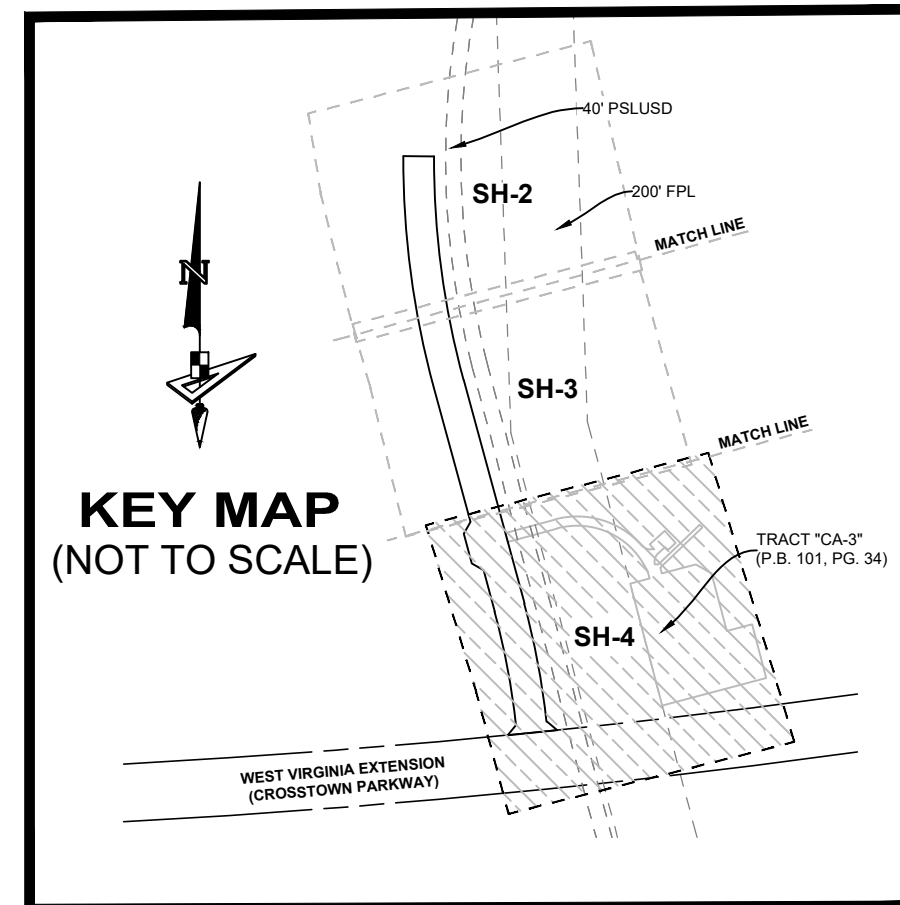 40' PSLUSD
SH-2
200' FPL
MATCH LINE
N
SH-3
MATCH LINE
KEY MAP
(NOT TO SCALE)
TRACT "CA-3"
(P.B. 101, PG. 34)
SH-4
WEST VIRGINIA EXTENSION
(CROSSTOWN PARKWAY)